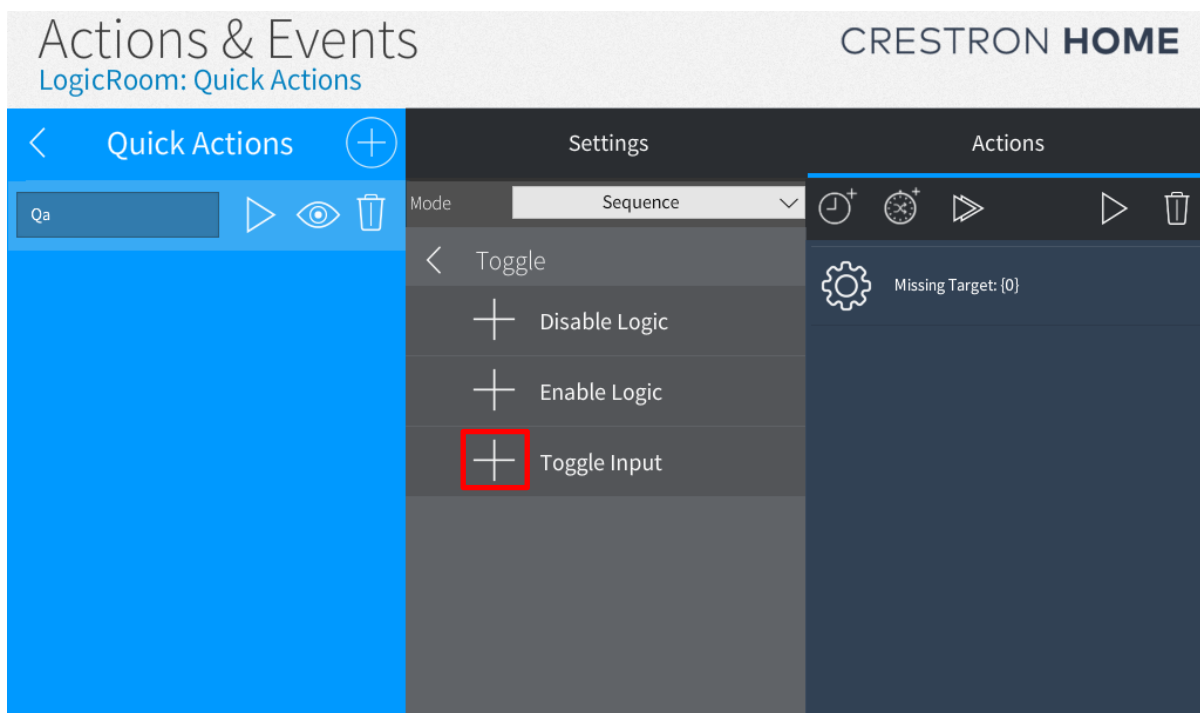 Actions & Events
CRESTRON HOME
LogicRoom: Quick Actions
Quick Actions
Settings
Actions
Qa
Mode
Sequence
Toggle
Missing Target: {0}
Disable Logic
Enable Logic
Toggle Input